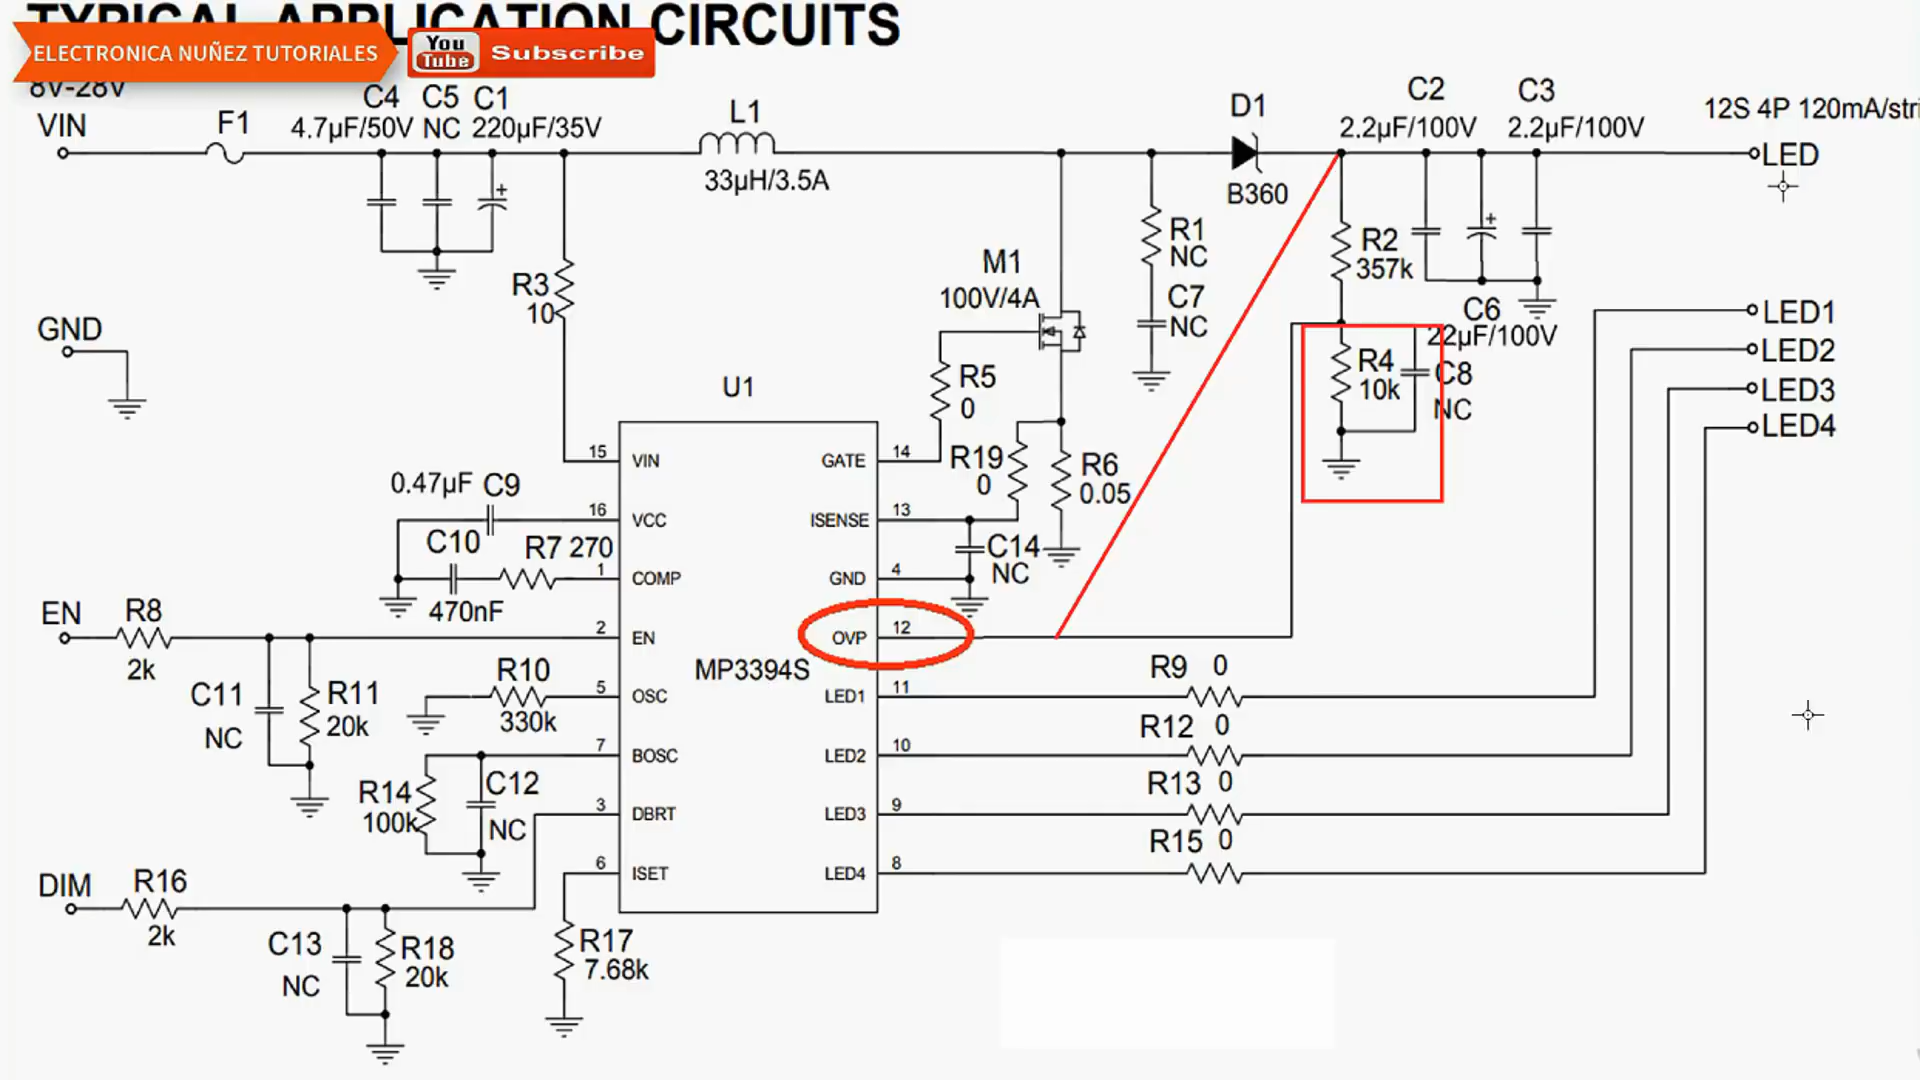 TYPICAL APPLICATION CIRCUITS
ELECTRONICA NUÑEZ TUTORIALES
You Tube Subscribe
8V-28V
VIN
F1
C4 C5 C1
4.7µF/50V NC 220µF/35V
+
L1
33µH/3.5A
D1
B360
C2 C3
2.2µF/100V 2.2µF/100V
+
12S 4P 120mA/stri
LED
R1
NC
C7
NC
R2
357k
C6
22µF/100V
R3
10
M1
100V/4A
GND
R4
10k
C8
NC
LED1
LED2
LED3
LED4
R5
0
U1
R19
0
R6
0.05
C14
NC
15 VIN
GATE 14
0.47µF C9
16 VCC
ISENSE 13
C10
R7 270
470nF
1 COMP
GND 4
EN
R8
2k
2 EN
OVP 12
MP3394S
C11
NC
R11
20k
R10
330k
5 OSC
LED1 11
R9 0
7 BOSC
LED2 10
R12 0
R14
100k
C12
NC
3 DBRT
LED3 9
R13 0
6 ISET
LED4 8
R15 0
DIM
R16
2k
C13
NC
R18
20k
R17
7.68k